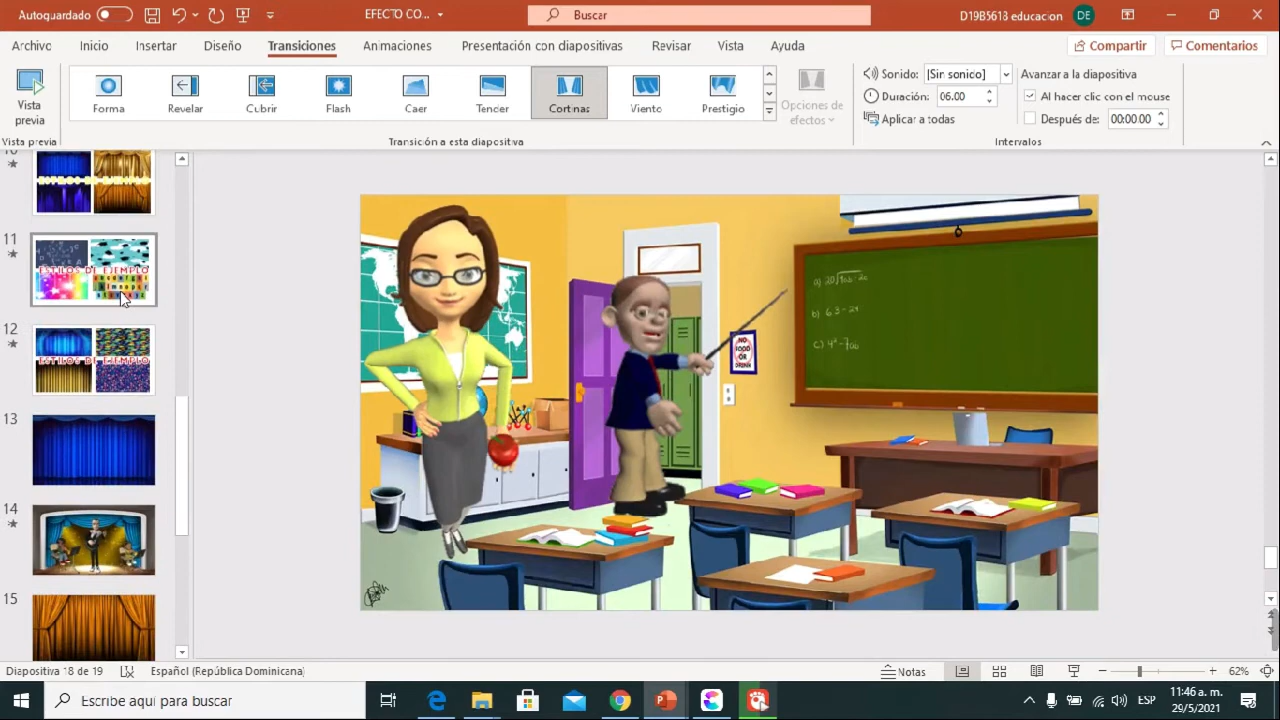 Autoguardado
EFECTO CO...
Buscar
D19B5618 educacion
DE
Archivo
Inicio
Insertar
Diseño
Transiciones
Animaciones
Presentación con diapositivas
Revisar
Vista
Ayuda
Compartir
Comentarios
Vista previa
Forma
Revelar
Cubrir
Flash
Caer
Tender
Cortinas
Viento
Prestigio
Opciones de efectos
Sonido: [Sin sonido]
Duración: 06.00
Aplicar a todas
Avanzar a la diapositiva
Al hacer clic con el mouse
Después de: 00:00.00
Vista previa
Transición a esta diapositiva
Intervalos
11
ESTILOS DE EJEMPLO
12
ESTILOS DE EJEMPLO
13
14
15
NO FOOD OR DRINK
Diapositiva 18 de 19
Español (República Dominicana)
Notas
62%
Escribe aquí para buscar
ESP
11:46 a. m.
29/5/2021